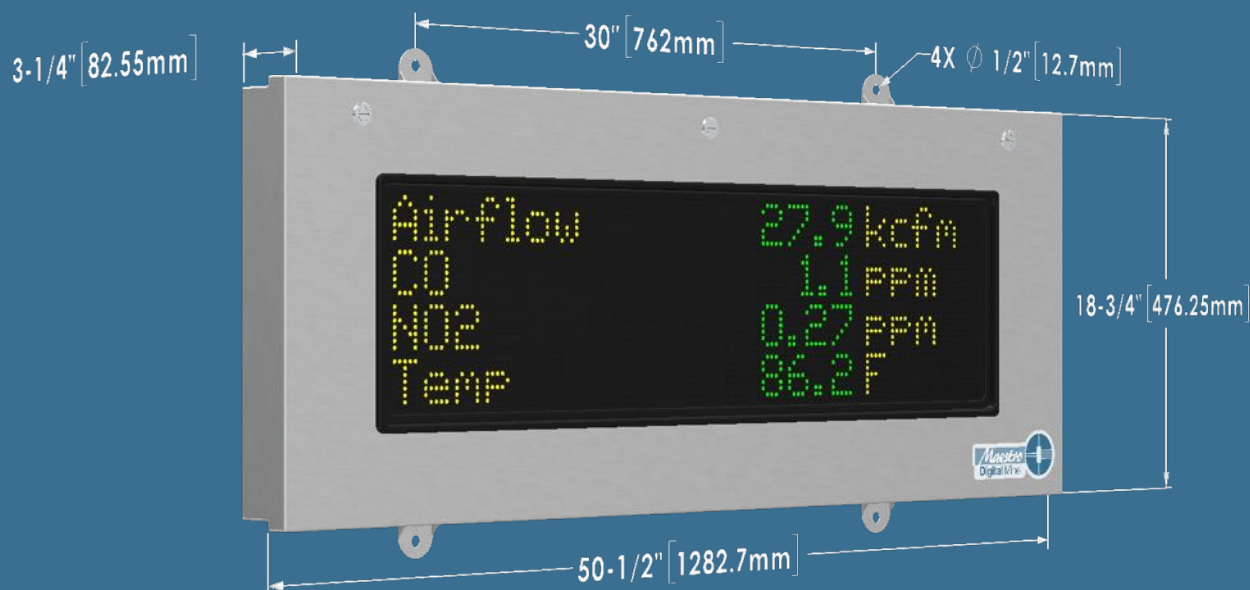 30" [762mm]
3-1/4" [82.55mm]
4X Ø 1/2" [12.7mm]
Airflow 27.9 kcfm
CO 1.1 ppm
NO2 0.27 ppm
Temp 86.2 F
18-3/4" [476.25mm]
Maestro
Digital Mine
50-1/2" [1282.7mm]